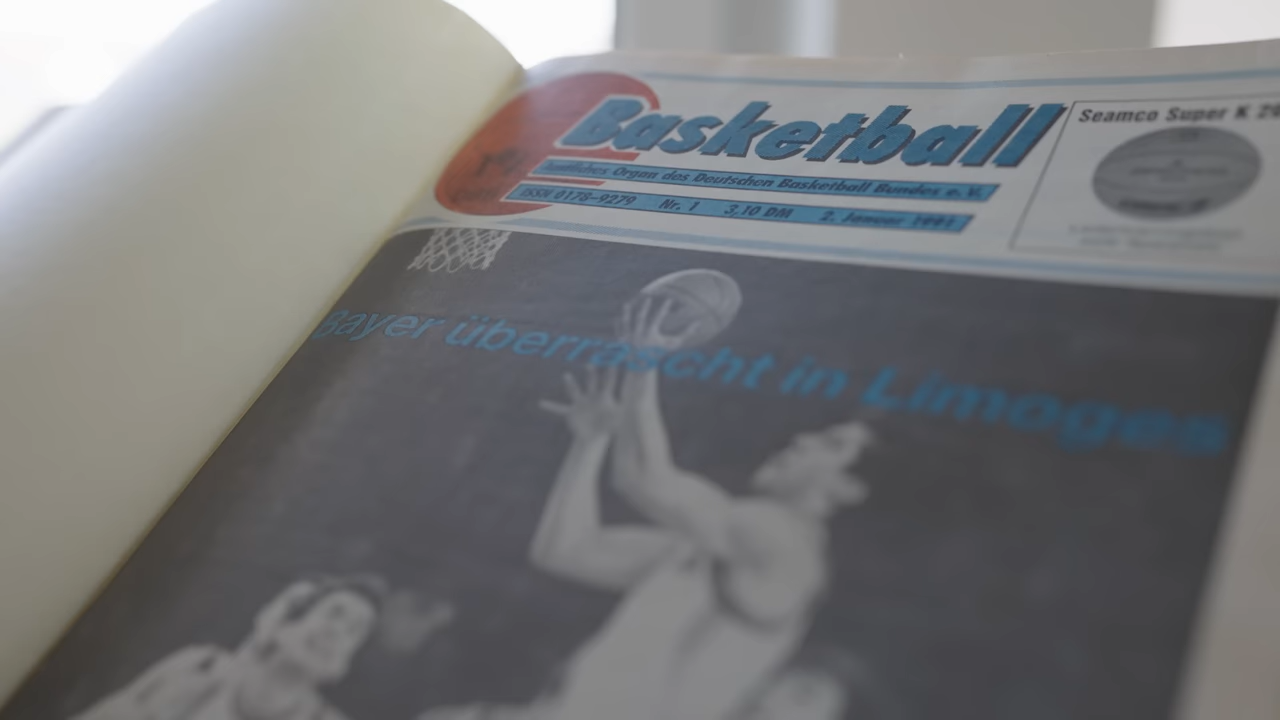 Basketball
Amtliches Organ des Deutschen Basketball Bundes e.V.
ISSN 0178-9279 Nr. 1 3,10 DM 2. Januar 1991
Seamco Super K
Bayer überrascht in Limoges